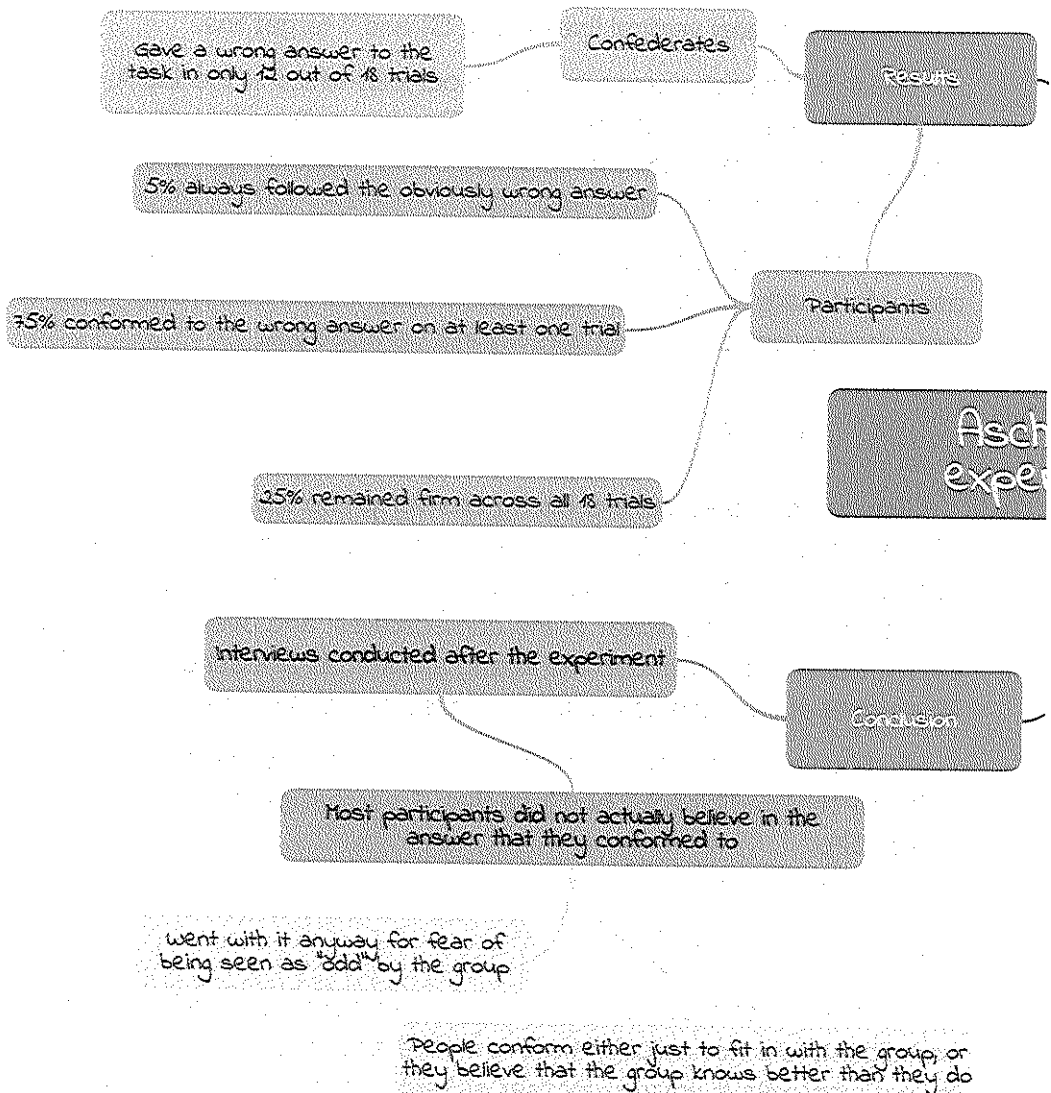 Gave a wrong answer to the
task in only 12 out of 18 trials
Confederates
Results
5% always followed the obviously wrong answer
75% conformed to the wrong answer on at least one trial
Participants
25% remained firm across all 18 trials
Asch
exper
Interviews conducted after the experiment
Conclusion
Most participants did not actually believe in the
answer that they conformed to
went with it anyway for fear of
being seen as "odd" by the group
People conform either just to fit in with the group, or
they believe that the group knows better than they do